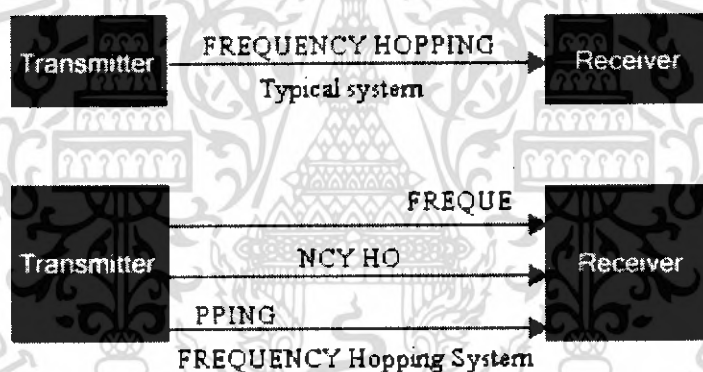 Transmitter FREQUENCY HOPPING Receiver
Typical system
FREQUE
Transmitter NCY HO Receiver
PPING
FREQUENCY Hopping System